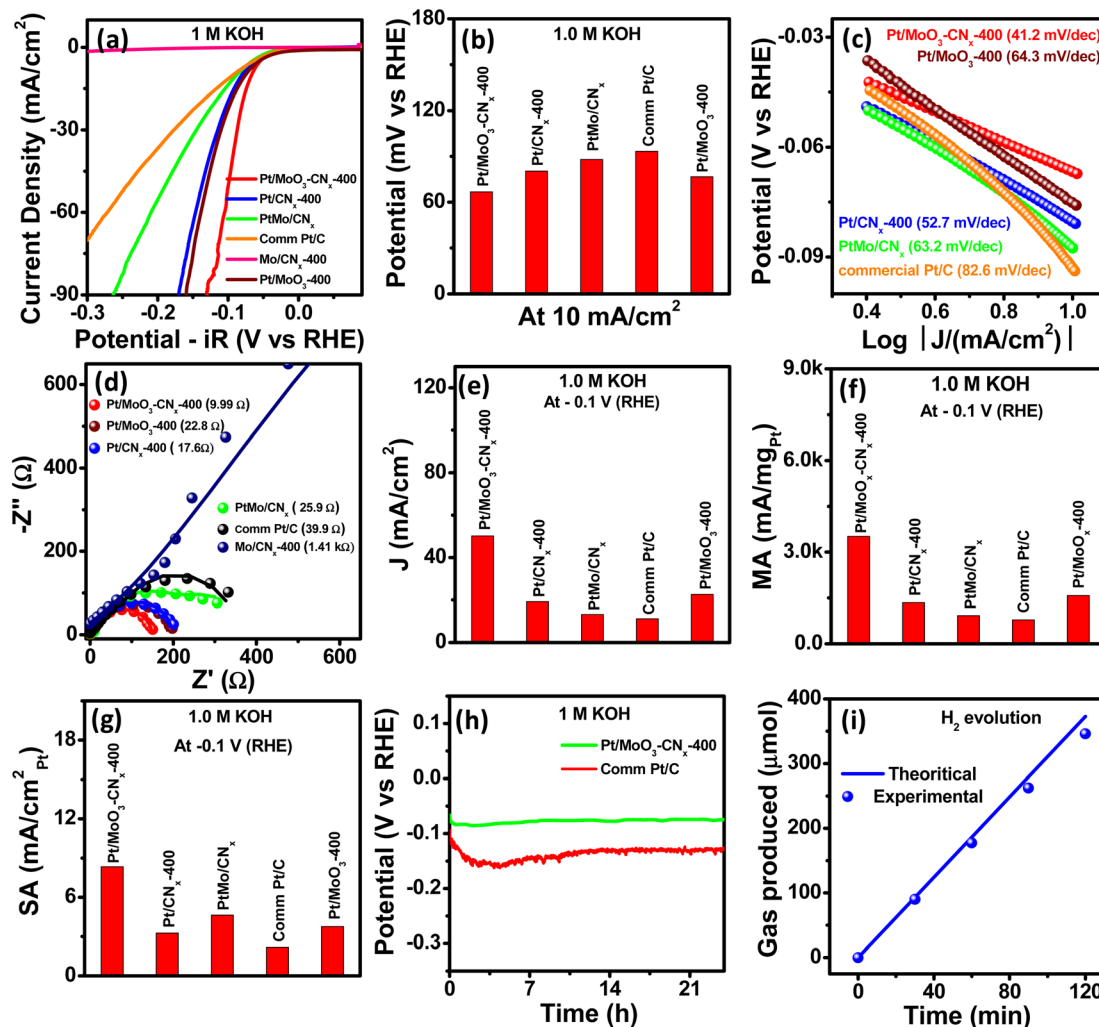 (a)
1 M KOH
Current Density (mA/cm²)
0
-30
-60
-90
Pt/MoO₃-CNₓ-400
Pt/CNₓ-400
PtMo/CNₓ
Comm Pt/C
Mo/CNₓ-400
Pt/MoO₃-400
-0.3 -0.2 -0.1 0.0
Potential - iR (V vs RHE)
(b)
1.0 M KOH
Potential (mV vs RHE)
180
120
60
0
Pt/MoO₃-CNₓ-400
Pt/CNₓ-400
PtMo/CNₓ
Comm Pt/C
Pt/MoO₃-400
At 10 mA/cm²
(c)
Pt/MoO₃-CNₓ-400 (41.2 mV/dec)
Pt/MoO₃-400 (64.3 mV/dec)
Potential (V vs RHE)
-0.03
-0.06
-0.09
Pt/CNₓ-400 (52.7 mV/dec)
PtMo/CNₓ (63.2 mV/dec)
commercial Pt/C (82.6 mV/dec)
0.4 0.6 0.8 1.0
Log |J/(mA/cm²)|
(d)
-Z" (Ω)
600
400
200
0
Pt/MoO₃-CNₓ-400 (9.99 Ω)
Pt/MoO₃-400 (22.8 Ω)
Pt/CNₓ-400 ( 17.6Ω)
PtMo/CNₓ ( 25.9 Ω)
comm Pt/C (39.9 Ω)
Mo/CNₓ-400 (1.41 kΩ)
0 200 400 600
Z' (Ω)
(e)
1.0 M KOH
At - 0.1 V (RHE)
J (mA/cm²)
120
80
40
0
Pt/MoO₃-CNₓ-400
Pt/CNₓ-400
PtMo/CNₓ
Comm Pt/C
Pt/MoO₃-400
(f)
1.0 M KOH
At - 0.1 V (RHE)
MA (mA/mgPt)
9.0k
6.0k
3.0k
0.0
Pt/MoOₓ-CNₓ-400
Pt/CNₓ-400
PtMo/CNₓ
Comm Pt/C
Pt/MoOₓ-400
(g)
1.0 M KOH
At -0.1 V (RHE)
SA (mA/cm²Pt)
18
12
6
0
Pt/MoO₃-CNₓ-400
Pt/CNₓ-400
PtMo/CNₓ
Comm Pt/C
Pt/MoO₃-400
(h)
1 M KOH
Potential (V vs RHE)
0.1
0.0
-0.1
-0.2
-0.3
Pt/MoO₃-CNₓ-400
Comm Pt/C
0 7 14 21
Time (h)
(i)
H₂ evolution
Gas produced (μmol)
400
300
200
100
0
Theoritical
Experimental
0 40 80 120
Time (min)